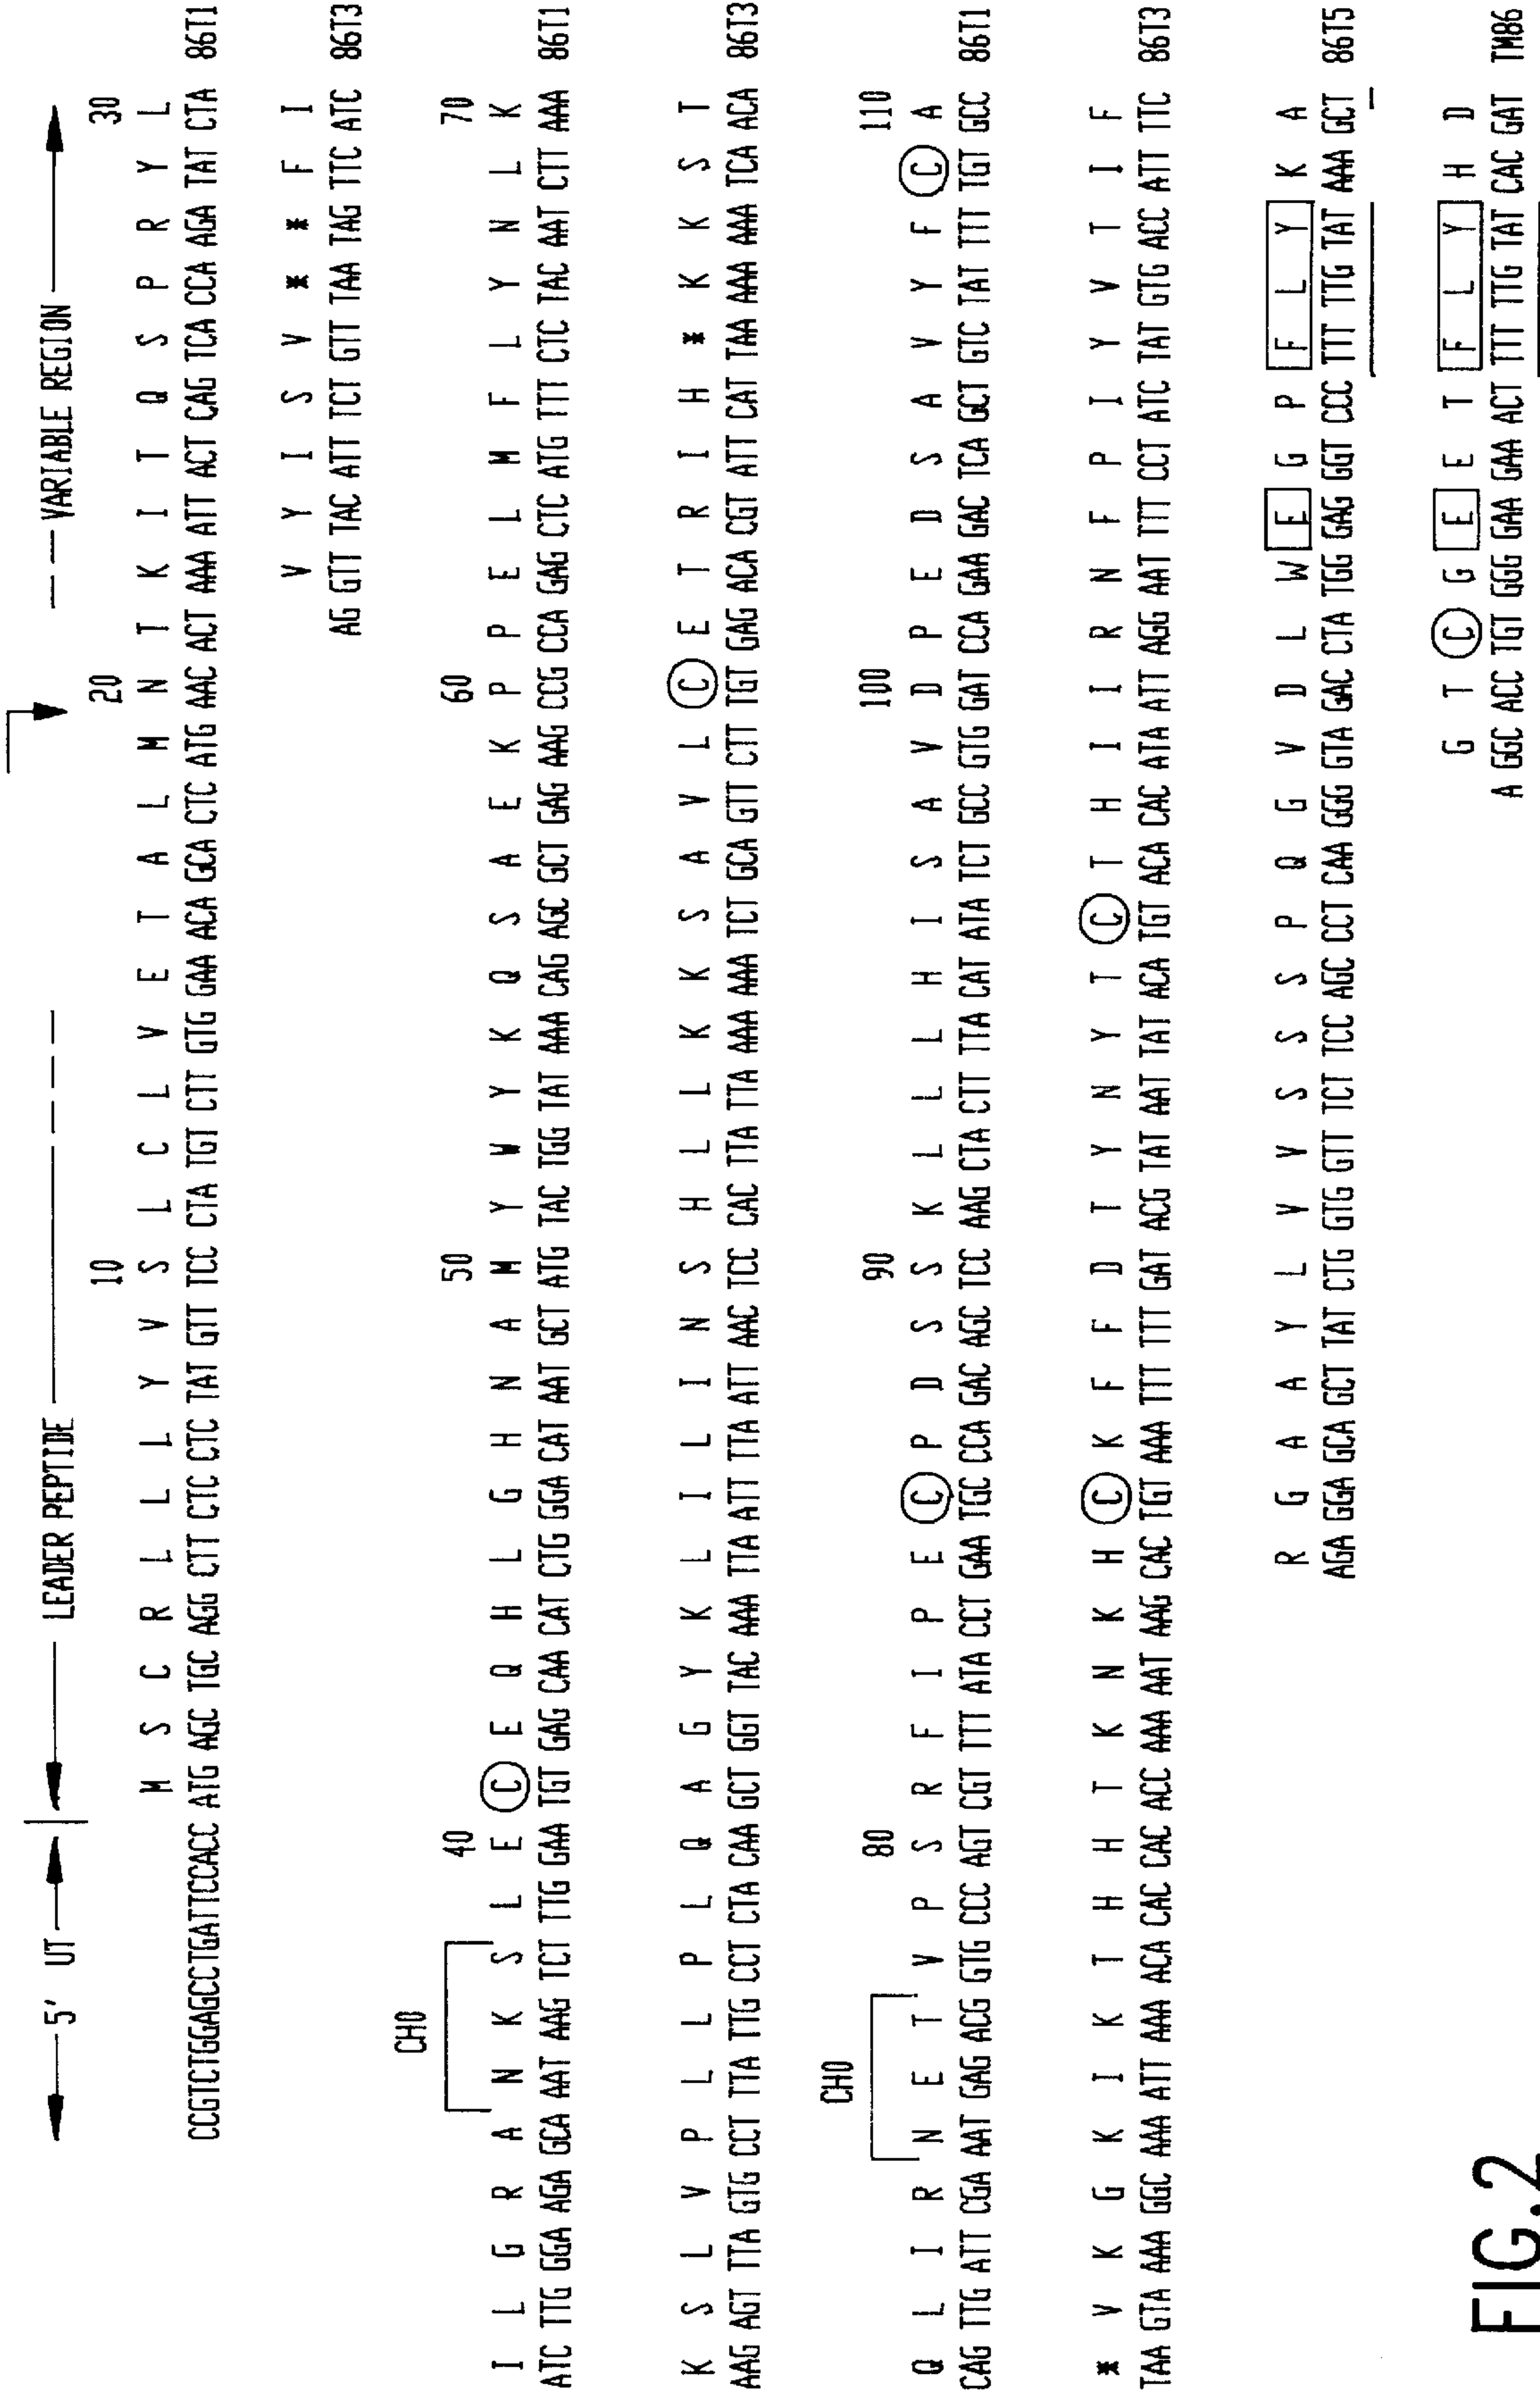 5' UT LEADER PEPTIDE VARIABLE REGION
10 20 30
M S C R L L L Y V S L C L V E T A L M N T K I T Q S P R Y L
CCGTCTGGAGCCTGATTCCACC ATG AGC TGC AGG CTT CTC CTC TAT GTT TCC CTA TGT CTT GTG GAA ACA GCA CTC ATG AAC ACT AAA ATT ACT CAG TCA CCA AGA TAT CTA 86T1
V Y I S V * * F I
AG GTT TAC ATT TCT GTT TAA TAG TTC ATC 86T3
CHO
40 50 60 70
I L G R A N K S L E C E Q H L G H N A M Y W Y K Q S A E K P P E L M F L Y N L K
ATC TTG GGA AGA GCA AAT AAG TCT TTG GAA TGT GAG CAA CAT CTG GGA CAT AAT GCT ATG TAC TGG TAT AAA CAG AGC GCT GAG AAG CCG CCA GAG CTC ATG TTT CTC TAC AAT CTT AAA 86T1
K S L V P L L P L Q A G Y K L I L I N S H L L K K S A V L C E T R I H * K K S T
AAG AGT TTA GTG CCT TTA TTG CCT CTA CAA GCT GGT TAC AAA TTA ATT TTA ATT AAC TCC CAC TTA TTA AAA AAA TCT GCA GTT CTT TGT GAG ACA CGT ATT CAT TAA AAA AAA TCA ACA 86T3
CHO
80 90 100 110
Q L I R N E T V P S R F I P E C P D S S K L L L H I S A V D P E D S A V Y F C A
CAG TTG ATT CGA AAT GAG ACG GTG CCC AGT CGT TTT ATA CCT GAA TGC CCA GAC AGC TCC AAG CTA CTT TTA CAT ATA TCT GCC GTG GAT CCA GAA GAC TCA GCT GTC TAT TTT TGT GCC 86T1
* V K G K I K T H H T K N K H C K F F D T Y N Y T C T H I I R N F P I Y V T I F
TAA GTA AAA GGC AAA ATT AAA ACA CAC CAC ACC AAA AAT AAG CAC TGT AAA TTT TTT GAT ACG TAT AAT TAT ACA TGT ACA CAC ATA ATT AGG AAT TTT CCT ATC TAT GTG ACC ATT TTC 86T3
R G A A Y L V V S S S P Q G V D L W E G P F L Y K A
AGA GGA GCA GCT TAT CTG GTG GTT TCT TCC AGC CCT CAA GGG GTA GAC CTA TGG GAG GGT CCC TTT TTG TAT AAA GCT 86T5
G T C G E E T F L Y H D
A GGC ACC TGT GGG GAA GAA ACT TTT TTG TAT CAC GAT TM86
FIG.2